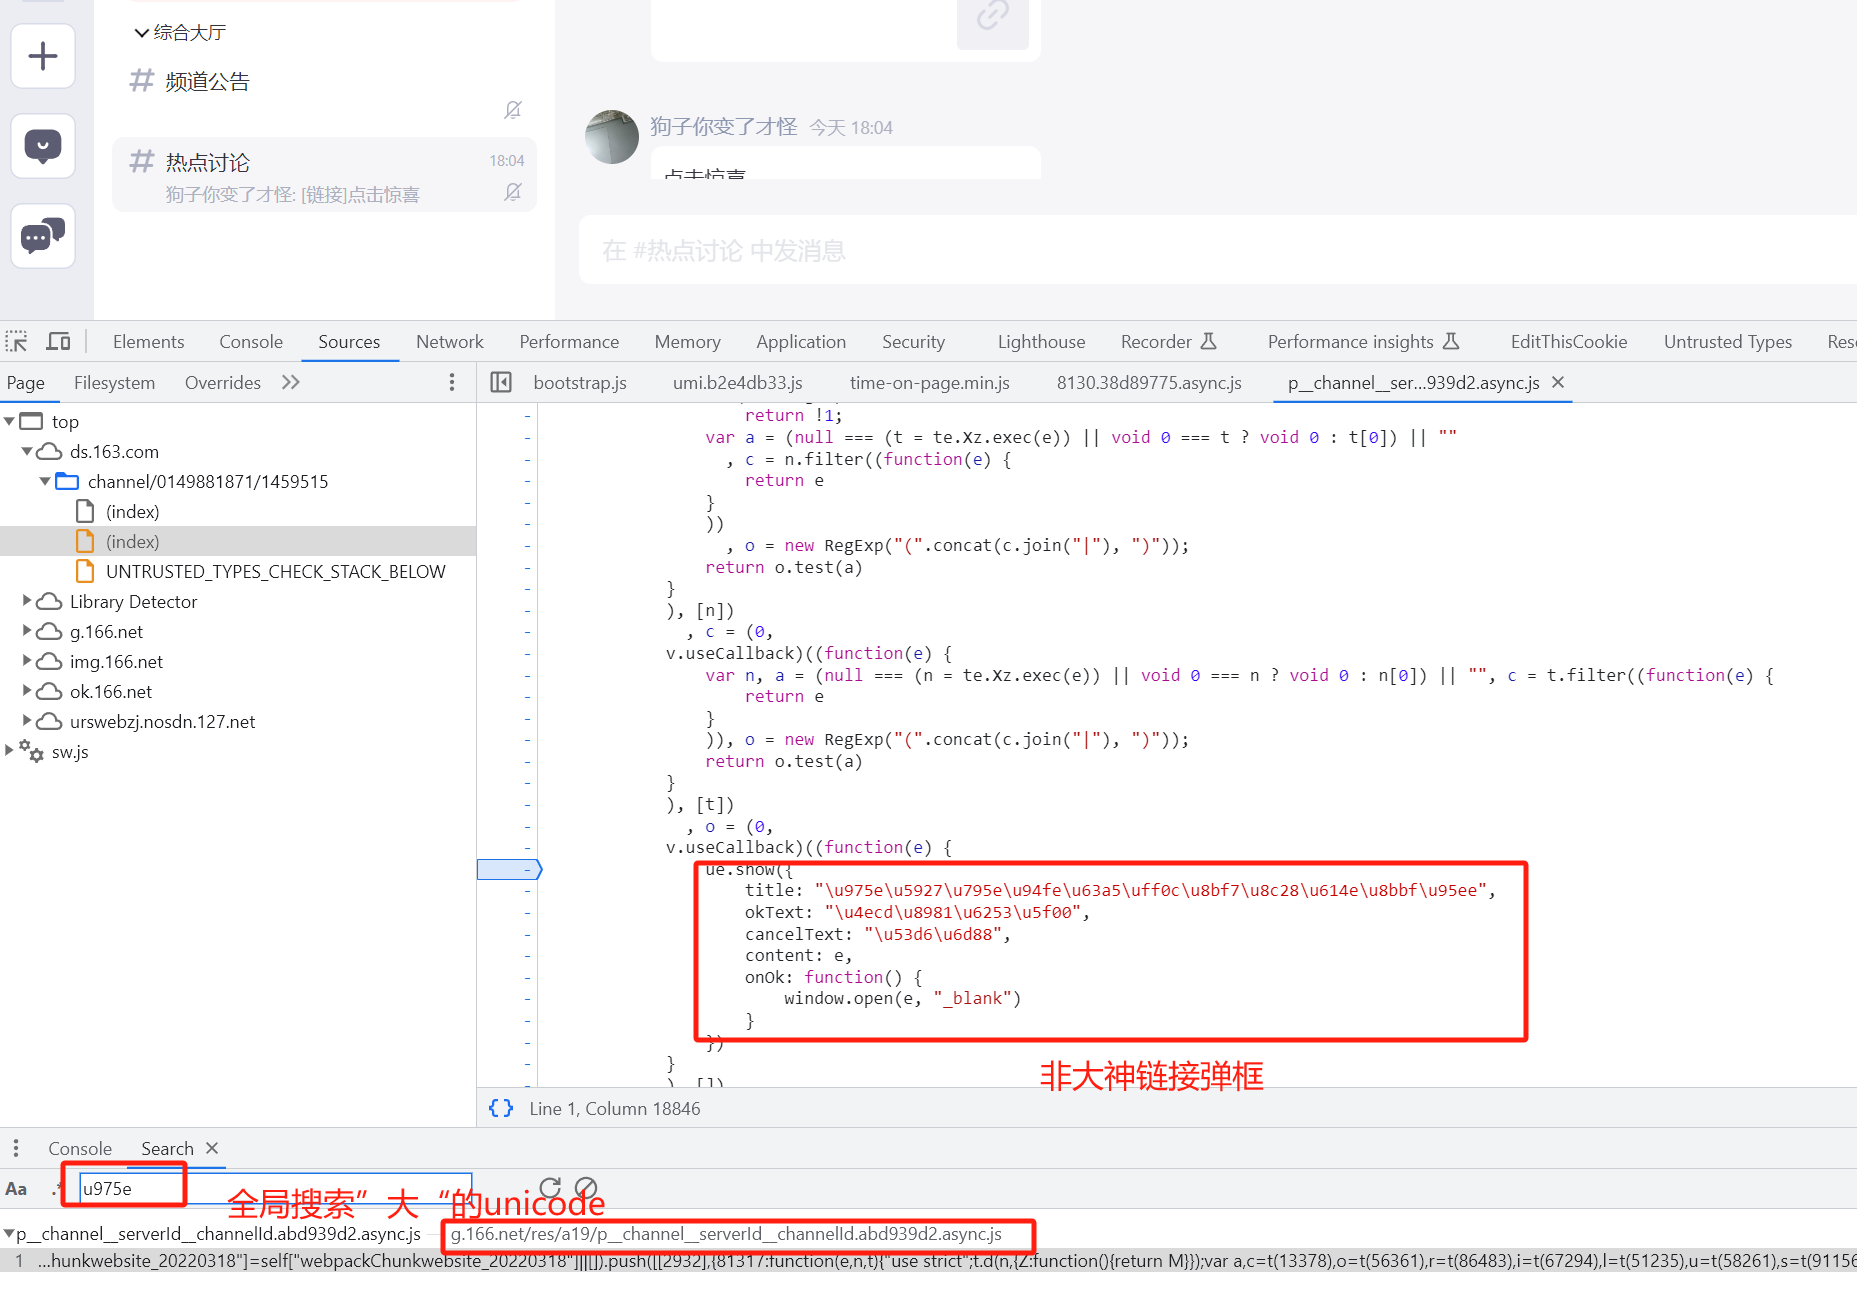 综合大厅
频道公告
热点讨论 18:04
狗子你变了才怪: [链接]点击惊喜
狗子你变了才怪 今天 18:04
点击惊喜
在 #热点讨论 中发消息
Elements Console Sources Network Performance Memory Application Security Lighthouse Recorder Performance insights EditThisCookie Untrusted Types
Page Filesystem Overrides
bootstrap.js umi.b2e4db33.js time-on-page.min.js 8130.38d89775.async.js p__channel__ser...939d2.async.js
top
ds.163.com
channel/0149881871/1459515
(index)
(index)
UNTRUSTED_TYPES_CHECK_STACK_BELOW
Library Detector
g.166.net
img.166.net
ok.166.net
urswebzj.nosdn.127.net
sw.js
return !1;
var a = (null === (t = te.Xz.exec(e)) || void 0 === t ? void 0 : t[0]) || ""
, c = n.filter((function(e) {
return e
}
))
, o = new RegExp("(".concat(c.join("|"), ")"));
return o.test(a)
}
), [n])
, c = (0,
v.useCallback)((function(e) {
var n, a = (null === (n = te.Xz.exec(e)) || void 0 === n ? void 0 : n[0]) || "", c = t.filter((function(e) {
return e
}
)), o = new RegExp("(".concat(c.join("|"), ")"));
return o.test(a)
}
), [t])
, o = (0,
v.useCallback)((function(e) {
ue.show({
title: "\u975e\u5927\u795e\u94fe\u63a5\uff0c\u8bf7\u8c28\u614e\u8bbf\u95ee",
okText: "\u4ecd\u8981\u6253\u5f00",
cancelText: "\u53d6\u6d88",
content: e,
onOk: function() {
window.open(e, "_blank")
}
})
}
), [])
非大神链接弹框
{} Line 1, Column 18846
Console Search
Aa .* u975e
全局搜索”大“的unicode
p__channel__serverId__channelId.abd939d2.async.js — g.166.net/res/a19/p__channel__serverId__channelId.abd939d2.async.js
1 …hunkwebsite_20220318"]=self["webpackChunkwebsite_20220318"]||[]).push([[2932],{81317:function(e,n,t){"use strict";t.d(n,{Z:function(){return M}});var a,c=t(13378),o=t(56361),r=t(86483),i=t(67294),l=t(51235),u=t(58261),s=t(91156